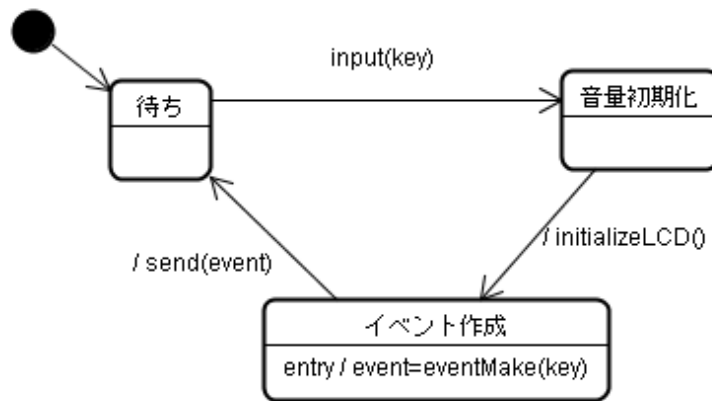 input(key)
待ち
音量初期化
/ initializeLCD()
/ send(event)
イベント作成
entry / event=eventMake(key)